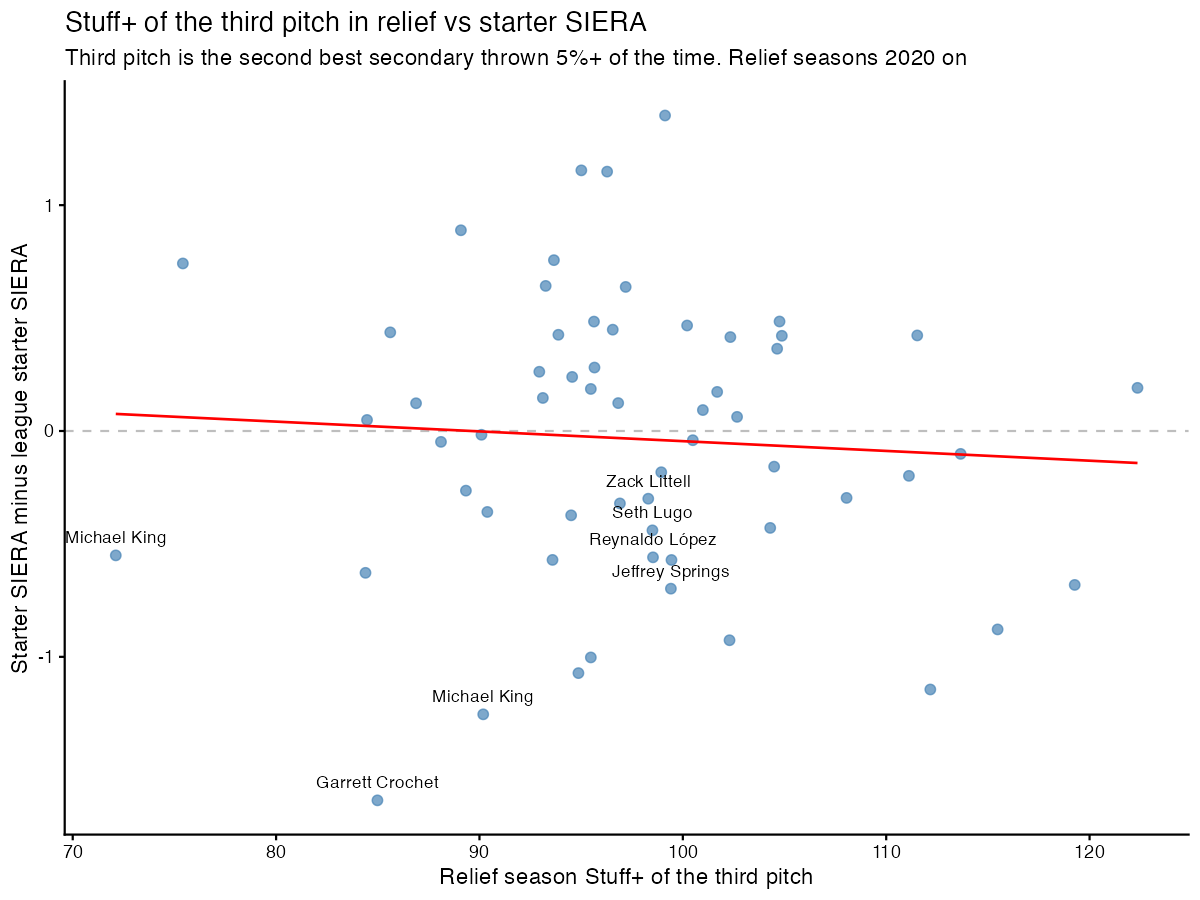 Stuff+ of the third pitch in relief vs starter SIERA
Third pitch is the second best secondary thrown 5%+ of the time. Relief seasons 2020 on
Starter SIERA minus league starter SIERA
1
0
-1
Zack Littell
Seth Lugo
Michael King
Reynaldo López
Jeffrey Springs
Michael King
Garrett Crochet
70
80
90
100
110
120
Relief season Stuff+ of the third pitch